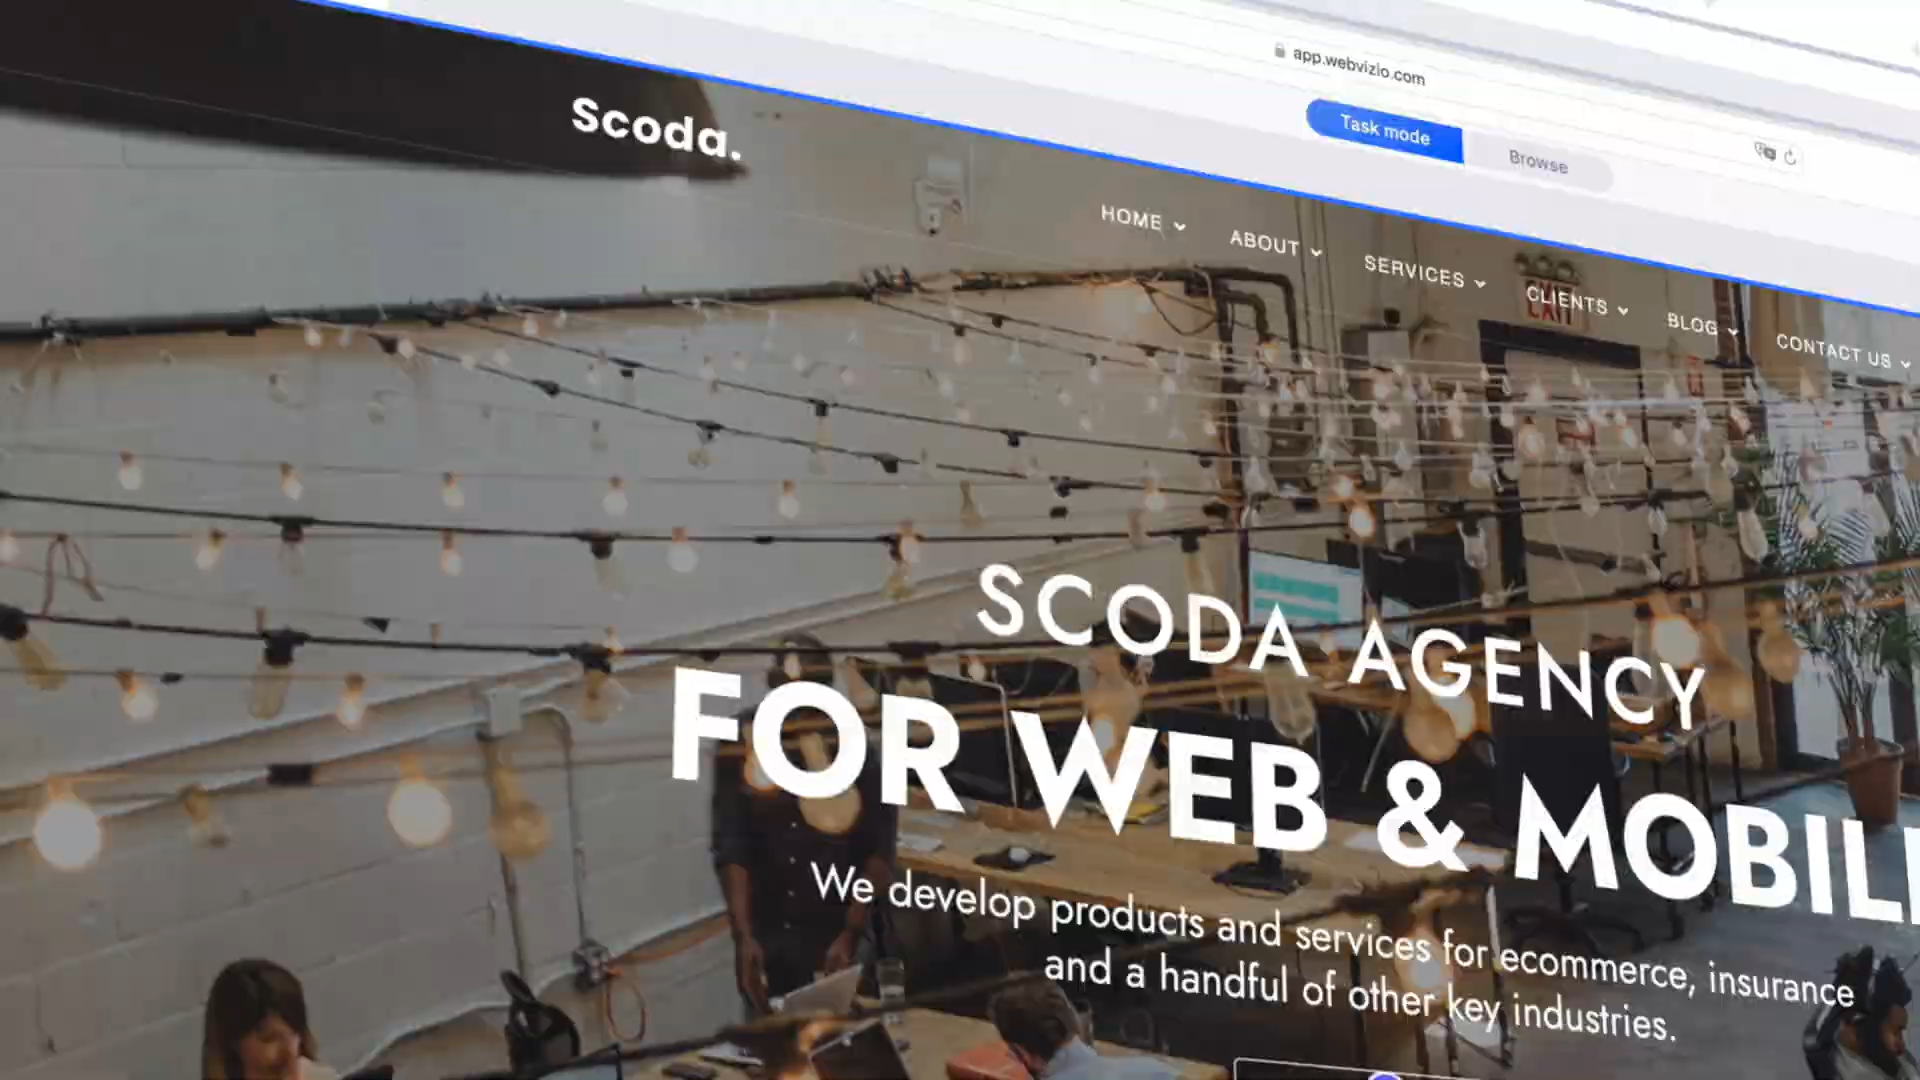 app.webvizio.com
Task mode
Browse
Scoda.
HOME
ABOUT
SERVICES
CLIENTS
BLOG
CONTACT US
EXIT
SCODA AGENCY
FOR WEB & MOBIL
We develop products and services for ecommerce, insurance
and a handful of other key industries.